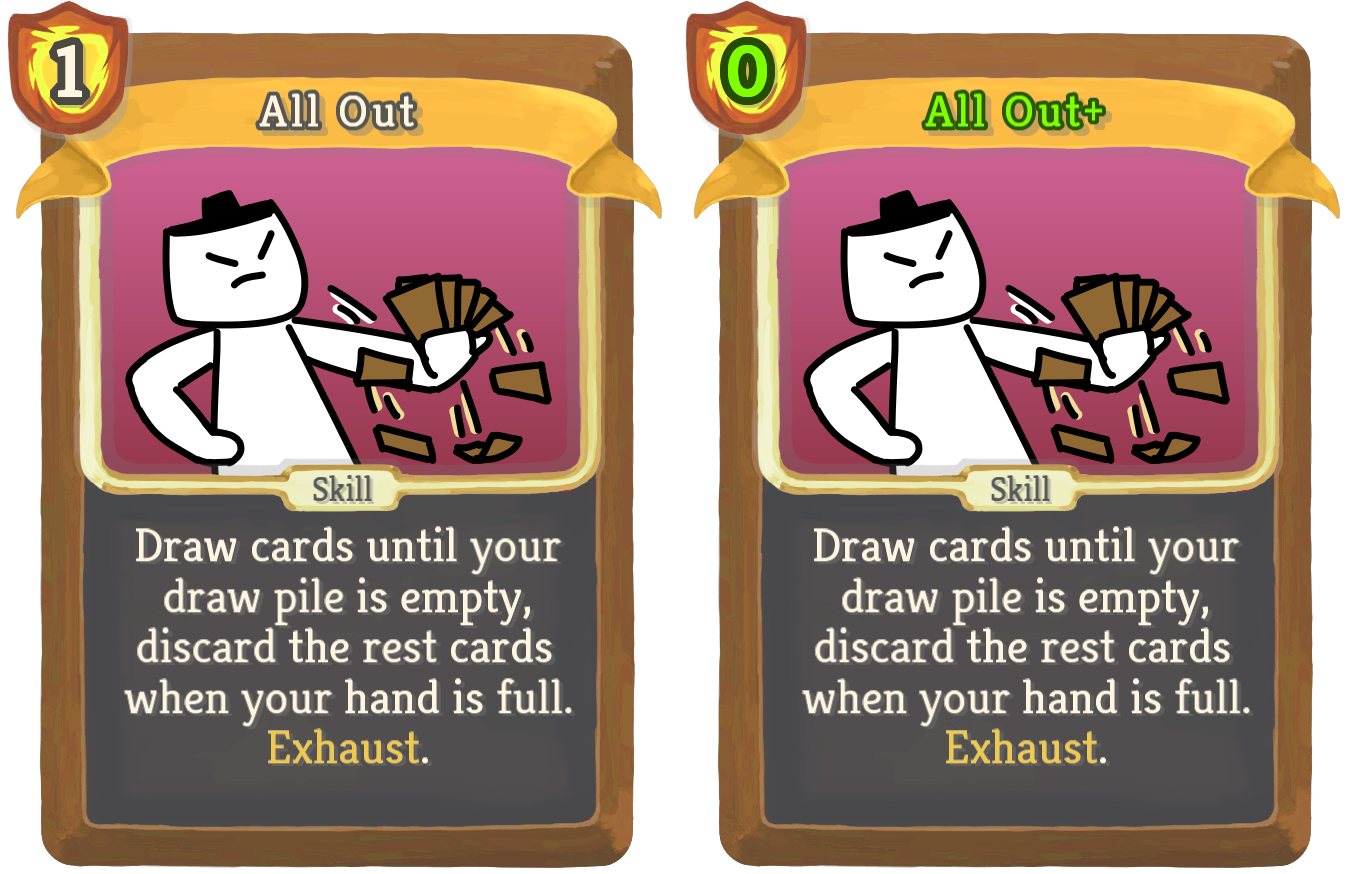 1
All Out
Skill
Draw cards until your
draw pile is empty,
discard the rest cards
when your hand is full.
Exhaust.
0
All Out+
Skill
Draw cards until your
draw pile is empty,
discard the rest cards
when your hand is full.
Exhaust.